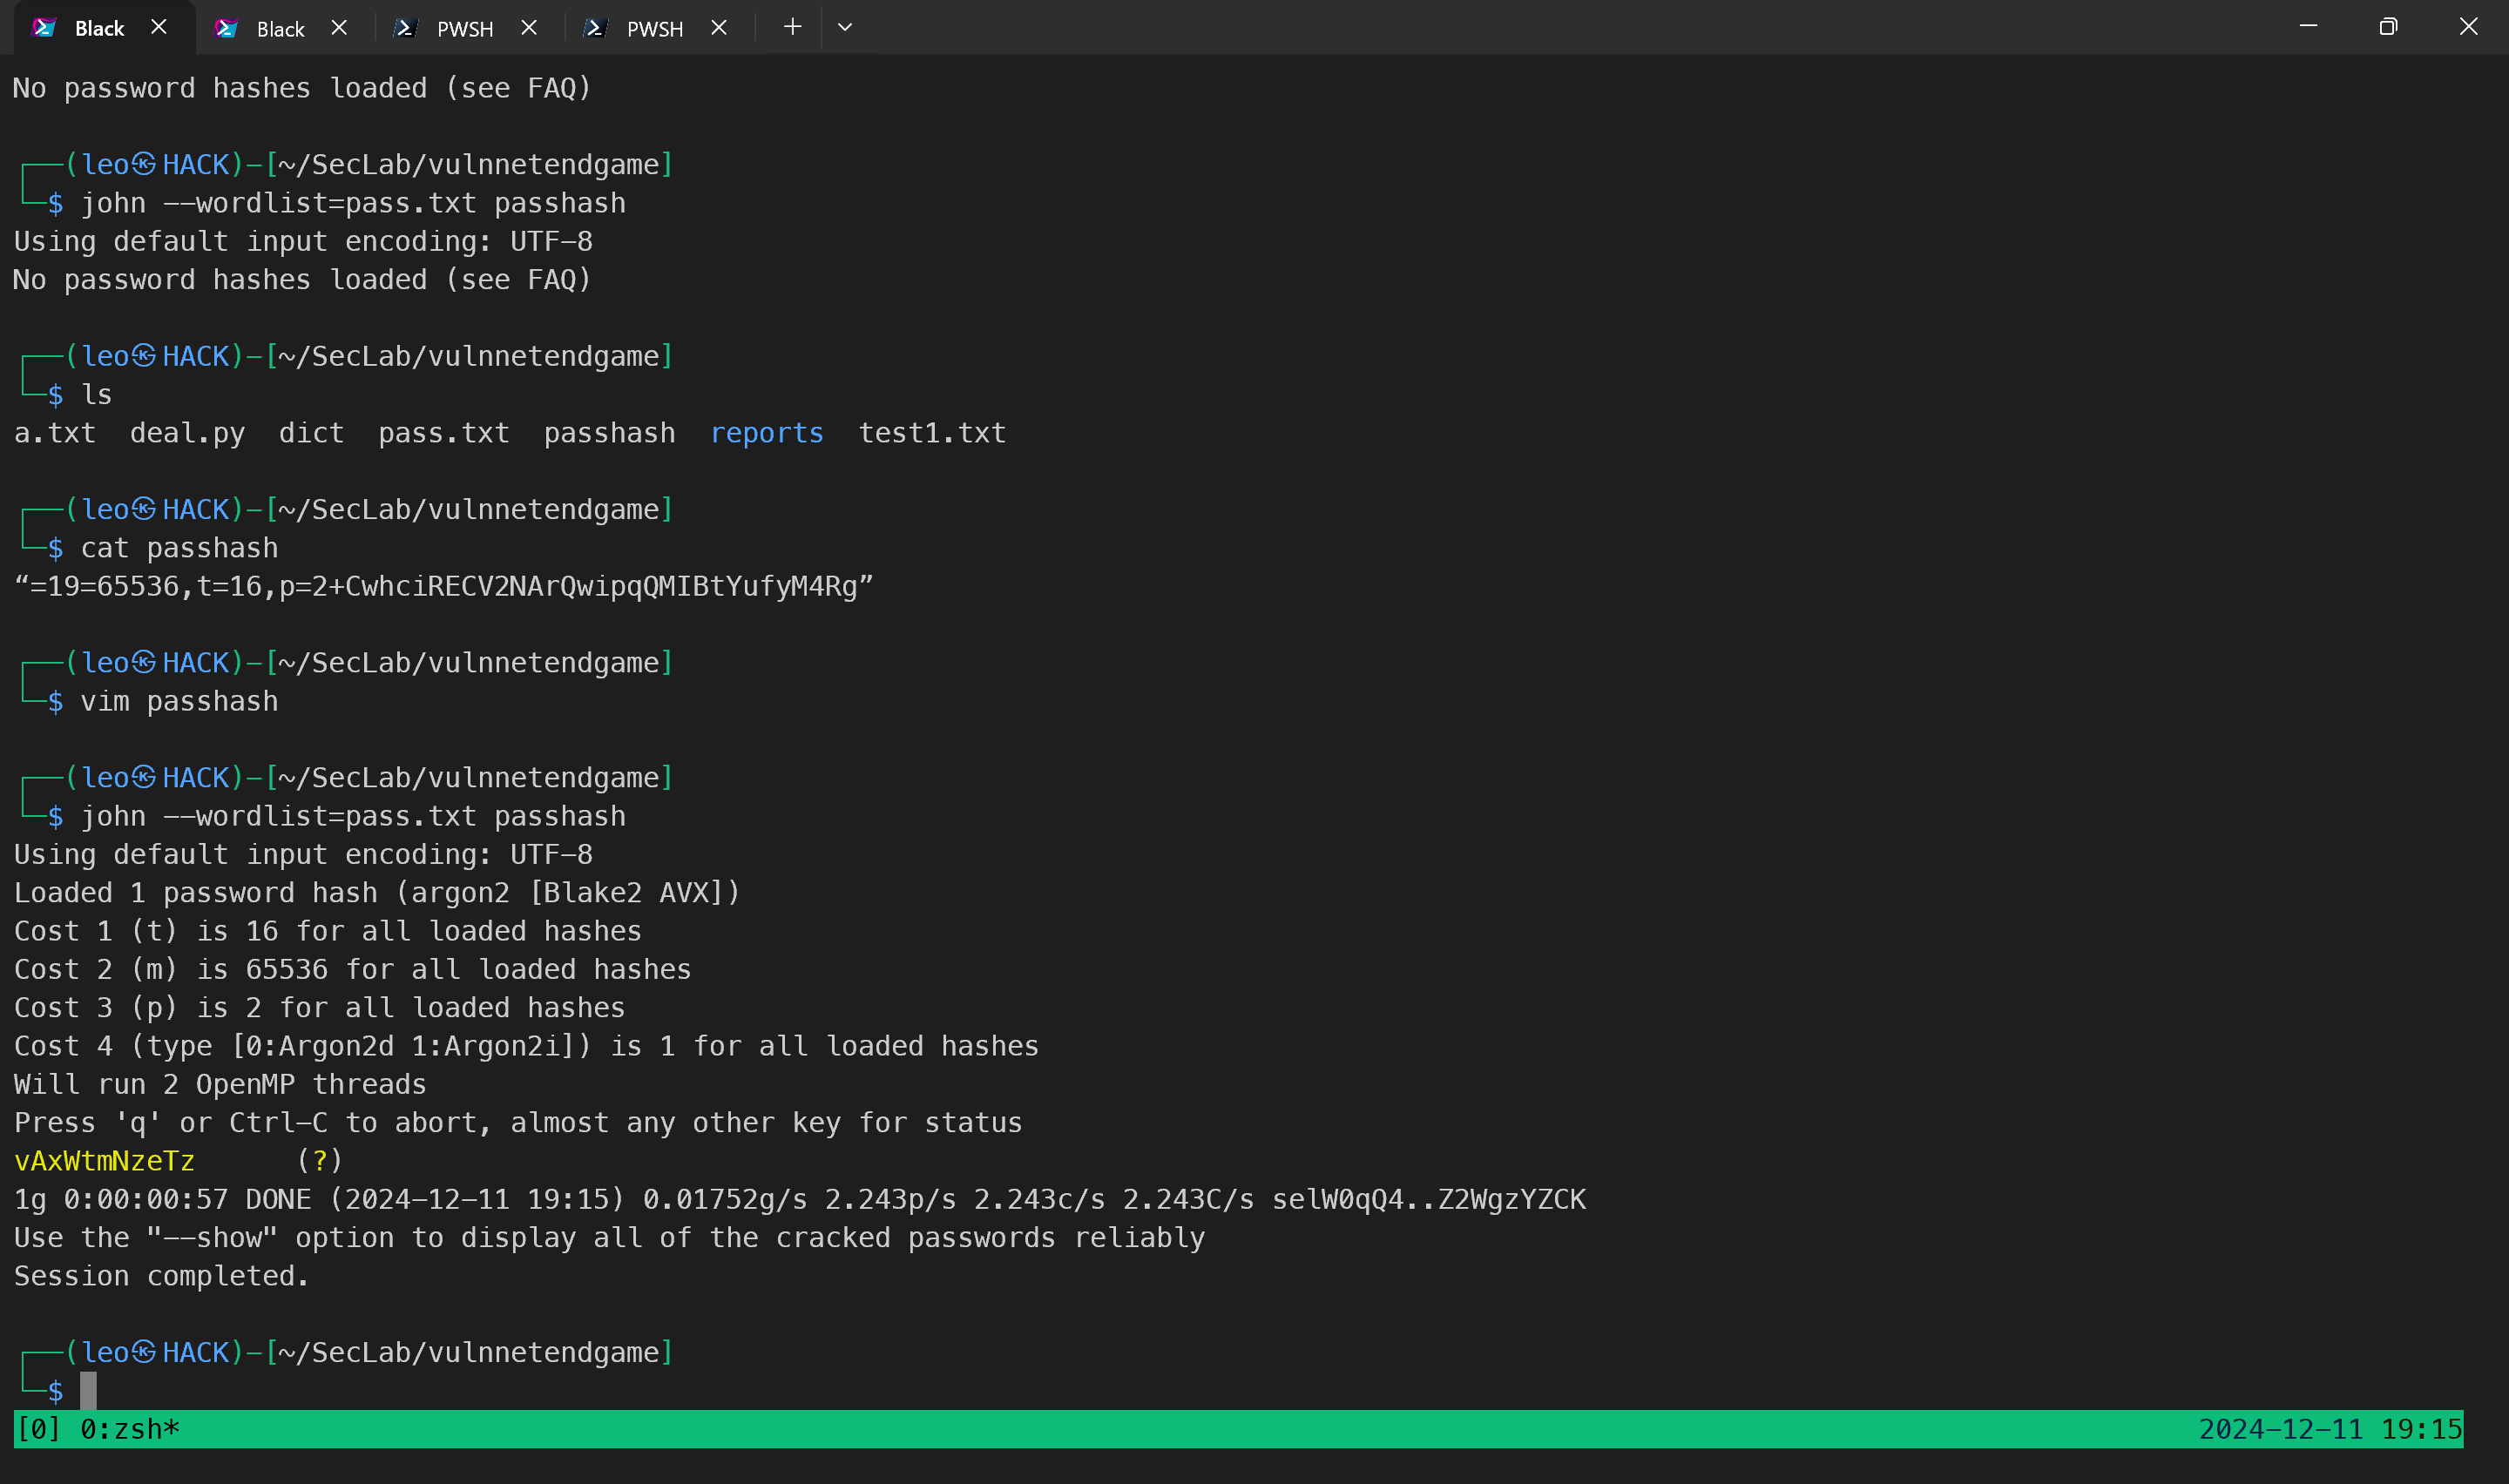 Black Black PWSH PWSH
No password hashes loaded (see FAQ)
┌──(leo㉿HACK)-[~/SecLab/vulnnetendgame]
└─$ john --wordlist=pass.txt passhash
Using default input encoding: UTF-8
No password hashes loaded (see FAQ)
┌──(leo㉿HACK)-[~/SecLab/vulnnetendgame]
└─$ ls
a.txt  deal.py  dict  pass.txt  passhash  reports  test1.txt
┌──(leo㉿HACK)-[~/SecLab/vulnnetendgame]
└─$ cat passhash
“=19=65536,t=16,p=2+CwhciRECV2NArQwipqQMIBtYufyM4Rg”
┌──(leo㉿HACK)-[~/SecLab/vulnnetendgame]
└─$ vim passhash
┌──(leo㉿HACK)-[~/SecLab/vulnnetendgame]
└─$ john --wordlist=pass.txt passhash
Using default input encoding: UTF-8
Loaded 1 password hash (argon2 [Blake2 AVX])
Cost 1 (t) is 16 for all loaded hashes
Cost 2 (m) is 65536 for all loaded hashes
Cost 3 (p) is 2 for all loaded hashes
Cost 4 (type [0:Argon2d 1:Argon2i]) is 1 for all loaded hashes
Will run 2 OpenMP threads
Press 'q' or Ctrl-C to abort, almost any other key for status
vAxWtmNzeTz      (?)
1g 0:00:00:57 DONE (2024-12-11 19:15) 0.01752g/s 2.243p/s 2.243c/s 2.243C/s selW0qQ4..Z2WgzYZCK
Use the "--show" option to display all of the cracked passwords reliably
Session completed.
┌──(leo㉿HACK)-[~/SecLab/vulnnetendgame]
└─$
[0] 0:zsh* 2024-12-11 19:15